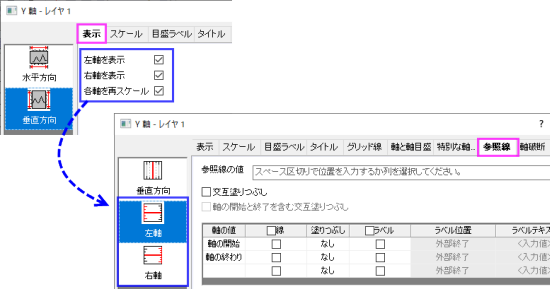 Y 軸 - レイヤ 1
表示 スケール 目盛ラベル タイトル
水平方向
垂直方向
左軸を表示
右軸を表示
各軸を再スケール
Y 軸 - レイヤ 1 ?
表示 スケール 目盛ラベル タイトル グリッド線 軸と軸目盛 特別な軸... 参照線 軸破断
垂直方向
左軸
右軸
参照線の値 スペース区切りで位置を入力するか列を選択してください。
交互塗りつぶし
軸の開始と終了を含む交互塗りつぶし
軸の値 線 塗りつぶし ラベル ラベル位置 ラベルテキス
軸の開始 なし 外部終了 <入力値>
軸の終わり なし 外部終了 <入力値>
なし 外部終了 <入力値>